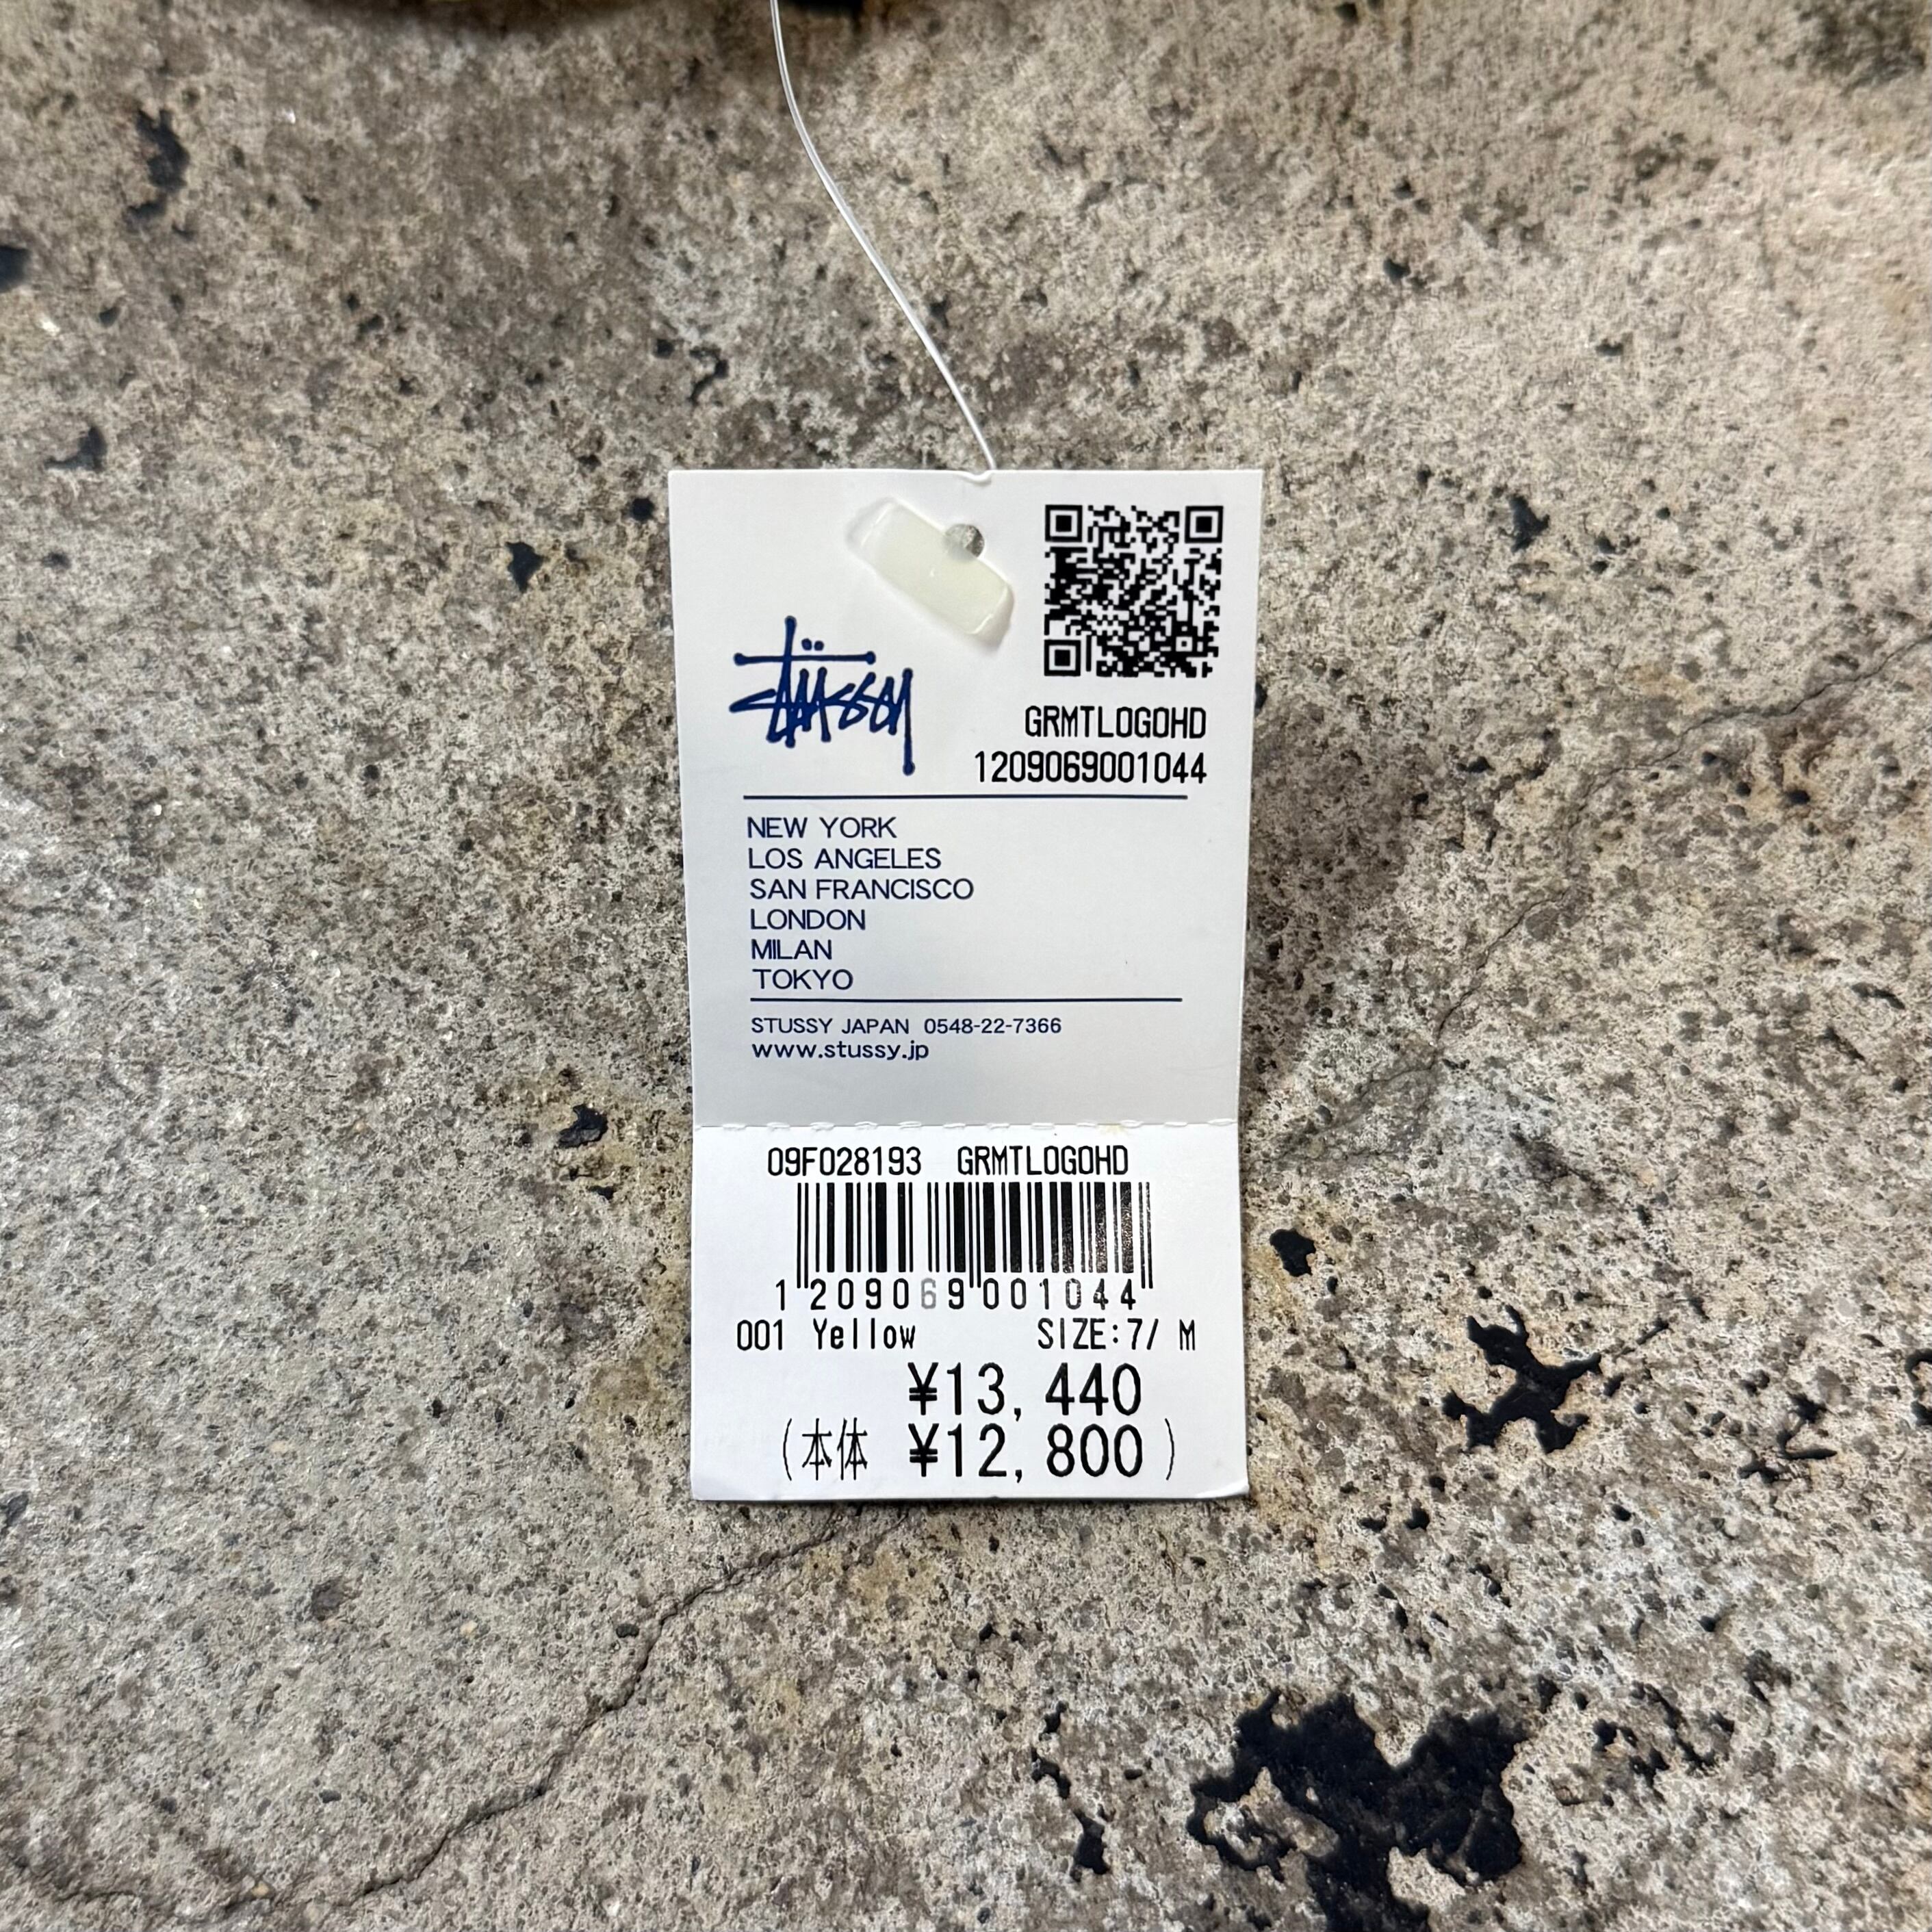 Stüssy
GRMTLOGOHD
1209069001044
NEW YORK
LOS ANGELES
SAN FRANCISCO
LONDON
MILAN
TOKYO
STUSSY JAPAN 0548-22-7366
www.stussy.jp
09F028193 GRMTLOGOHD
1209069001044
001 Yellow SIZE:7/ M
¥13,440
(本体 ¥12,800)